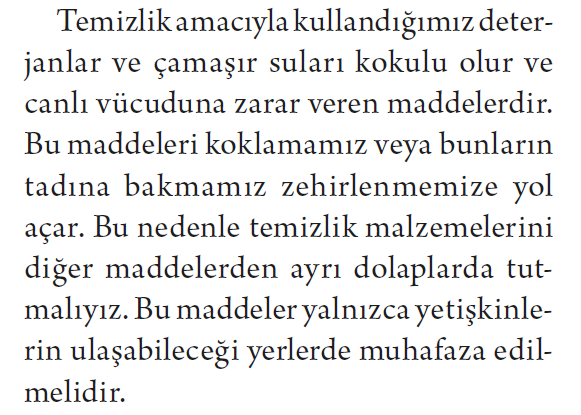 Temizlik amacıyla kullandığımız deter-
janlar ve çamaşır suları kokulu olur ve
canlı vücuduna zarar veren maddelerdir.
Bu maddeleri koklamamız veya bunların
tadına bakmamız zehirlenmemize yol
açar. Bu nedenle temizlik malzemelerini
diğer maddelerden ayrı dolaplarda tut-
malıyız. Bu maddeler yalnızca yetişkinle-
rin ulaşabileceği yerlerde muhafaza edil-
melidir.